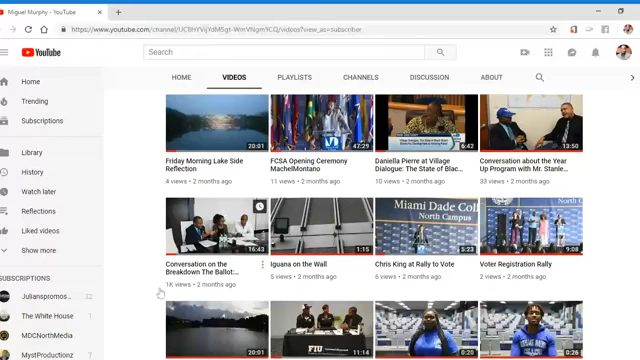 Miguel Murphy - YouTube
https://www.youtube.com/channel/UCBhYVijYdM5gt-WmVNgmYCQ/videos?view_as=subscriber
YouTube
Search
HOME VIDEOS PLAYLISTS CHANNELS DISCUSSION ABOUT
Home
Trending
Subscriptions
Library
History
Watch later
Reflections
Liked videos
Show more
SUBSCRIPTIONS
Julianspromos... 32
The White House 1
MDCNorthMedia
MystProductionz
20:01
47:29
6:42
13:50
Friday Morning Lake Side Reflection
4 views • 2 months ago
FCSA Opening Ceremony MachelMontano
10 views • 2 months ago
Daniella Pierre at Village Dialogue: The State of Blac...
10 views • 2 months ago
Conversation about the Year Up Program with Mr. Stanle...
33 views • 2 months ago
16:43
1:15
Miami Dade Coll
North Campus
5:23
9:08
Conversation on the Breakdown The Ballot:...
1K views • 2 months ago
Iguana on the Wall
5 views • 2 months ago
Chris King at Rally to Vote
6 views • 2 months ago
Voter Registration Rally
2 views • 2 months ago
20:01
FIU
11:14
0:20
0:26